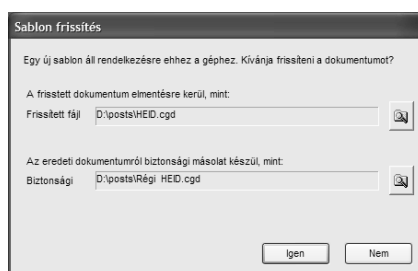 Sablon frissítés
Egy új sablon áll rendelkezésre ehhez a géphez. Kívánja frissíteni a dokumentumot?
A frisstett dokumentum elmentésre kerül, mint:
Frissített fájl D:\posts\HEID.cgd
Az eredeti dokumentumról biztonsági másolat készül, mint:
Biztonsági D:\posts\Régi HEID.cgd
Igen Nem